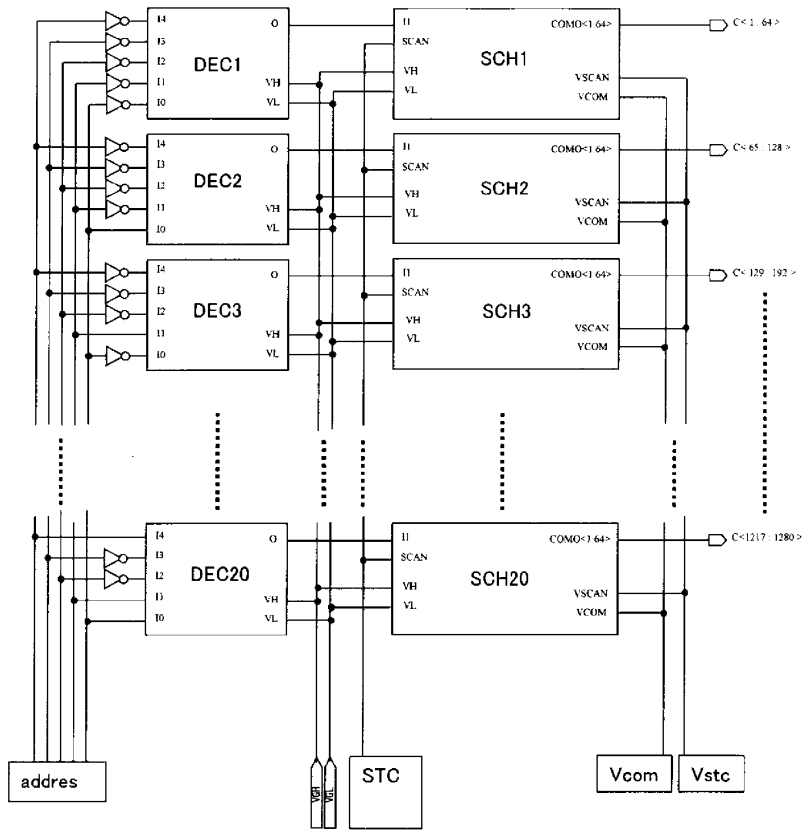 I4 O I1 COMO<1 64> C< 1 : 64 >
I3 SCAN
I2 DEC1 SCH1
I1 VH VH VSCAN
I0 VL VL VCOM
I4 O I1 COMO<1 64> C< 65 : 128 >
I3 SCAN
I2 DEC2 SCH2
I1 VH VH VSCAN
I0 VL VL VCOM
I4 O I1 COMO<1 64> C< 129 : 192 >
I3 SCAN
I2 DEC3 SCH3
I1 VH VH VSCAN
I0 VL VL VCOM
I4 O I1 COMO<1 64> C<1217 : 1280 >
I3 SCAN
I2 DEC20 SCH20
VH VH VSCAN
I0 VL VL VCOM
addres VGH VGL STC Vcom Vstc